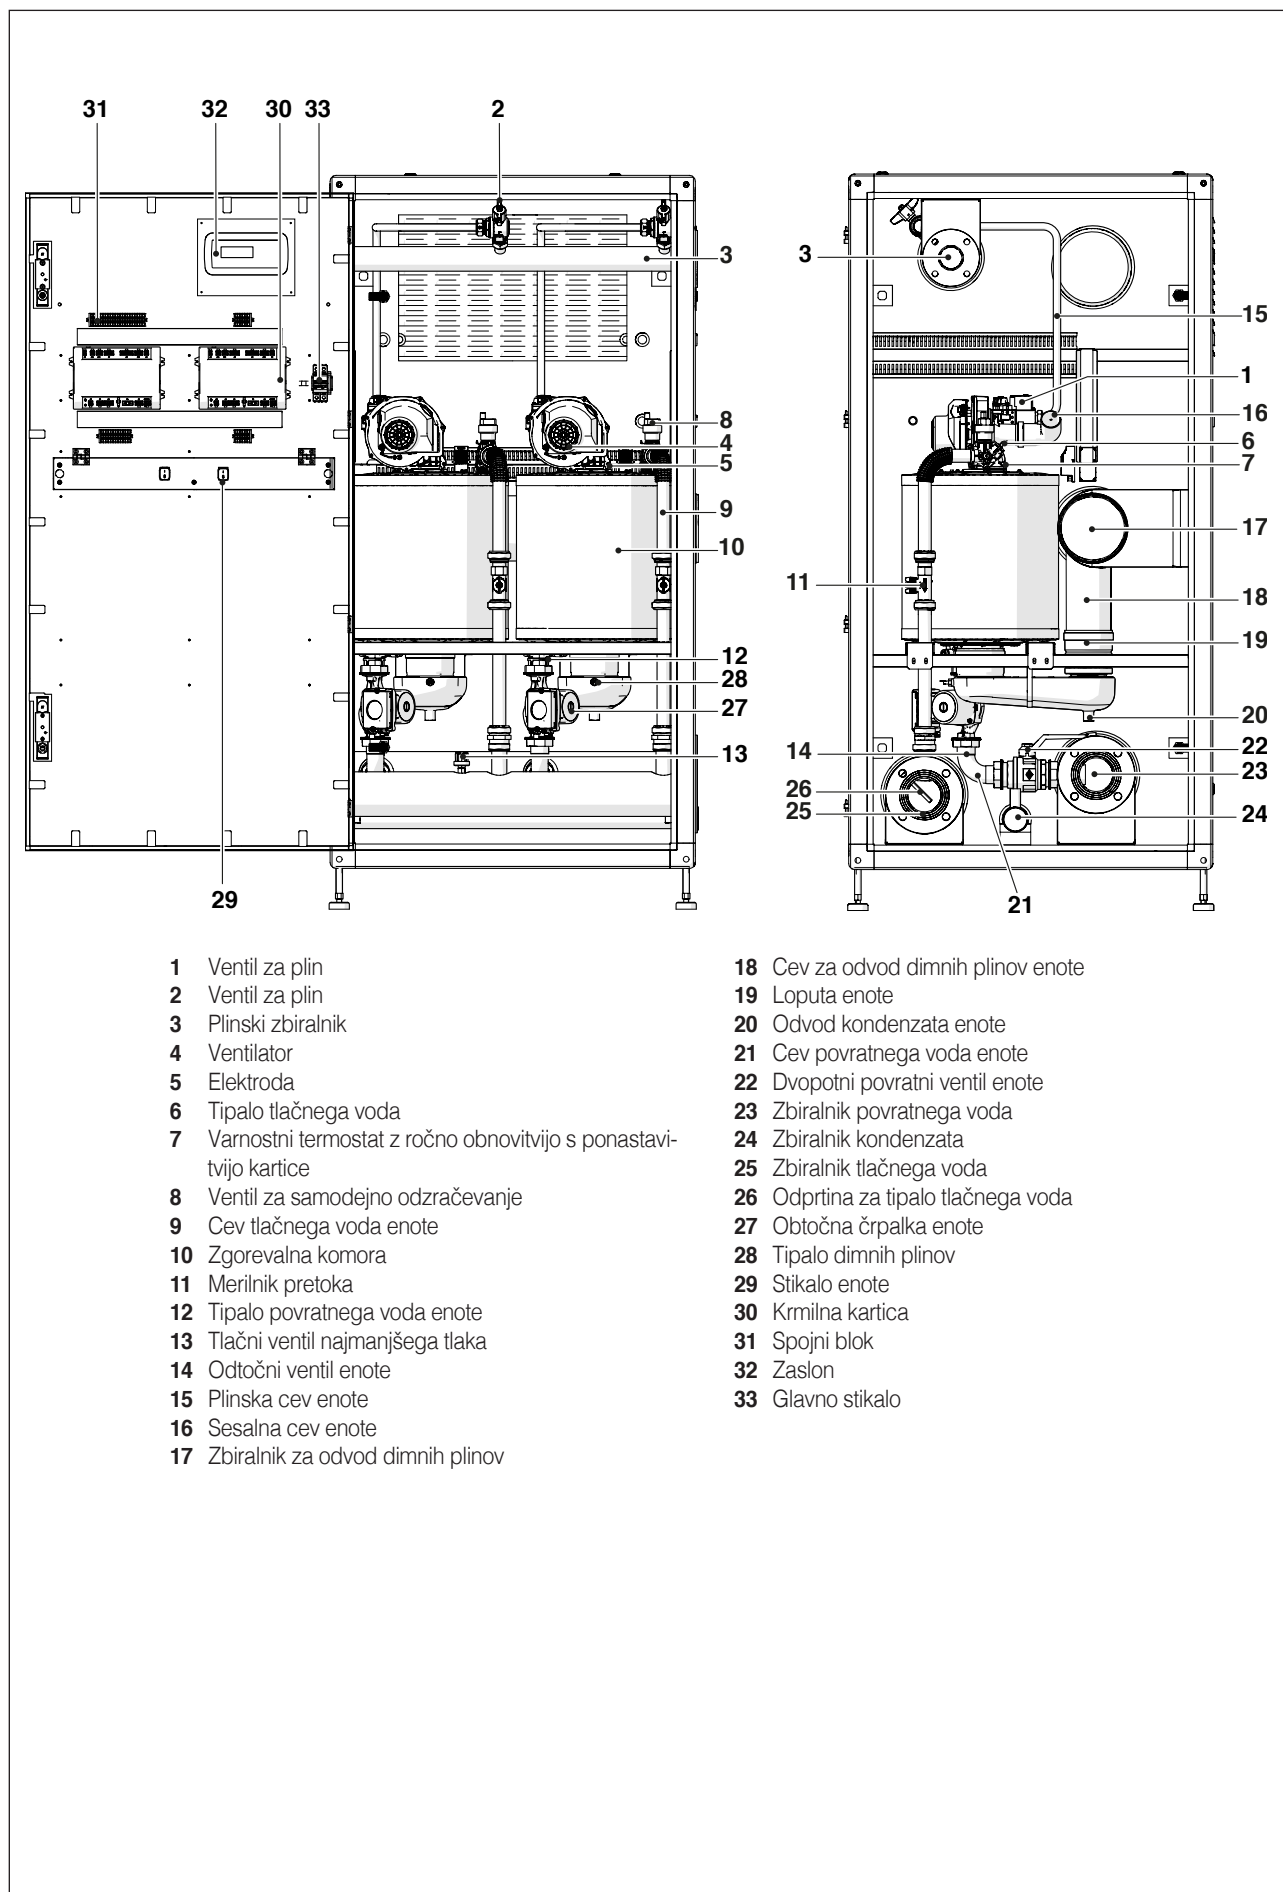 31 32 30 33 2
3
8
4
5
9
10
12
28
27
13
29
3
15
1
16
6
7
17
11
18
19
20
14
22
23
26
25
24
21
1 Ventil za plin
2 Ventil za plin
3 Plinski zbiralnik
4 Ventilator
5 Elektroda
6 Tipalo tlačnega voda
7 Varnostni termostat z ročno obnovitvijo s ponastavi-
tvijo kartice
8 Ventil za samodejno odzračevanje
9 Cev tlačnega voda enote
10 Zgorevalna komora
11 Merilnik pretoka
12 Tipalo povratnega voda enote
13 Tlačni ventil najmanjšega tlaka
14 Odtočni ventil enote
15 Plinska cev enote
16 Sesalna cev enote
17 Zbiralnik za odvod dimnih plinov
18 Cev za odvod dimnih plinov enote
19 Loputa enote
20 Odvod kondenzata enote
21 Cev povratnega voda enote
22 Dvopotni povratni ventil enote
23 Zbiralnik povratnega voda
24 Zbiralnik kondenzata
25 Zbiralnik tlačnega voda
26 Odprtina za tipalo tlačnega voda
27 Obtočna črpalka enote
28 Tipalo dimnih plinov
29 Stikalo enote
30 Krmilna kartica
31 Spojni blok
32 Zaslon
33 Glavno stikalo